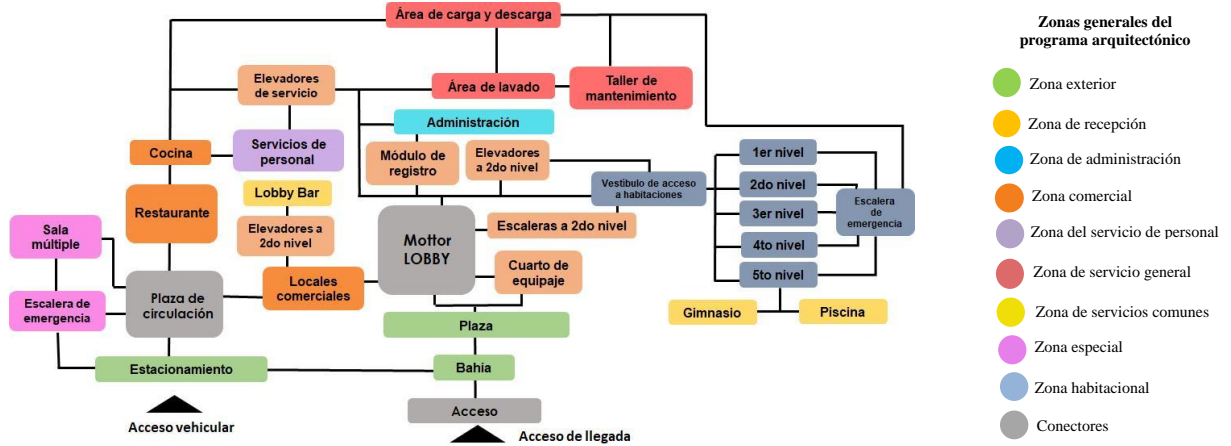 Área de carga y descarga
Elevadores
de servicio
Área de lavado
Taller de
mantenimiento
Administración
Servicios de
personal
Cocina
Módulo de
registro
Elevadores
a 2do nivel
Vestibulo de acceso
a habitaciones
1er nivel
2do nivel
3er nivel
4to nivel
5to nivel
Escalera
de
emergencia
Lobby Bar
Restaurante
Elevadores a
2do nivel
Mottor
LOBBY
Escaleras a 2do nivel
Sala
múltiple
Cuarto de
equipaje
Locales
comerciales
Plaza de
circulación
Escalera de
emergencia
Gimnasio
Piscina
Plaza
Estacionamiento
Bahía
Acceso
Acceso vehicular
Acceso de llegada
Zonas generales del
programa arquitectónico
Zona exterior
Zona de recepción
Zona de administración
Zona comercial
Zona del servicio de personal
Zona de servicio general
Zona de servicios comunes
Zona especial
Zona habitacional
Conectores